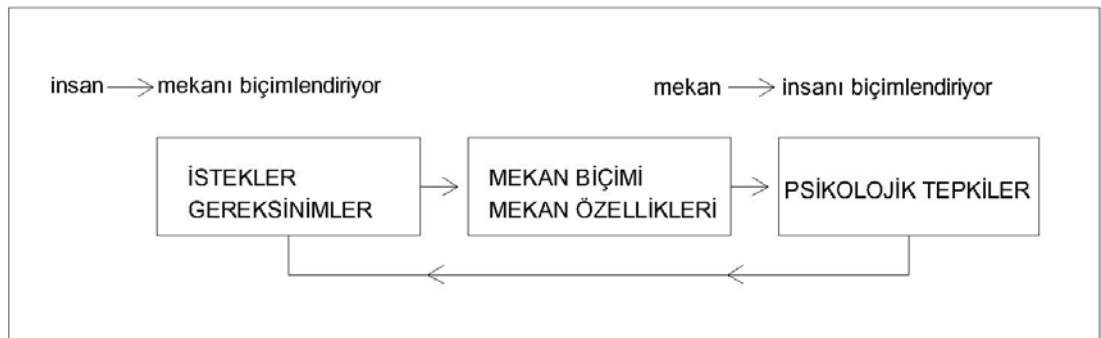 insan → mekanı biçimlendiriyor
mekan → insanı biçimlendiriyor
İSTEKLER
GEREKSİNİMLER
MEKAN BİÇİMİ
MEKAN ÖZELLİKLERİ
PSİKOLOJİK TEPKİLER